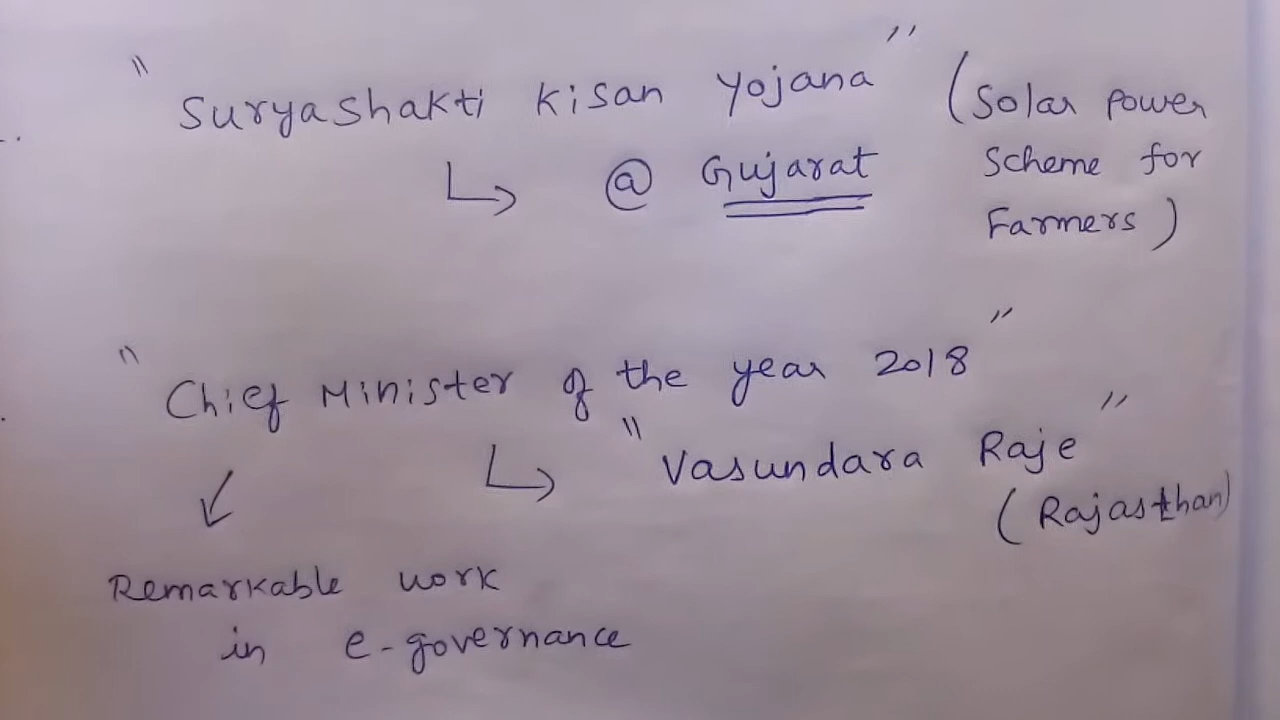 "Suryashakti Kisan Yojana" (Solar Power
↳ @ Gujarat Scheme for
Farmers)
"Chief Minister of the year 2018"
↳ "Vasundara Raje"
(Rajasthan)
↙
Remarkable work
in e-governance